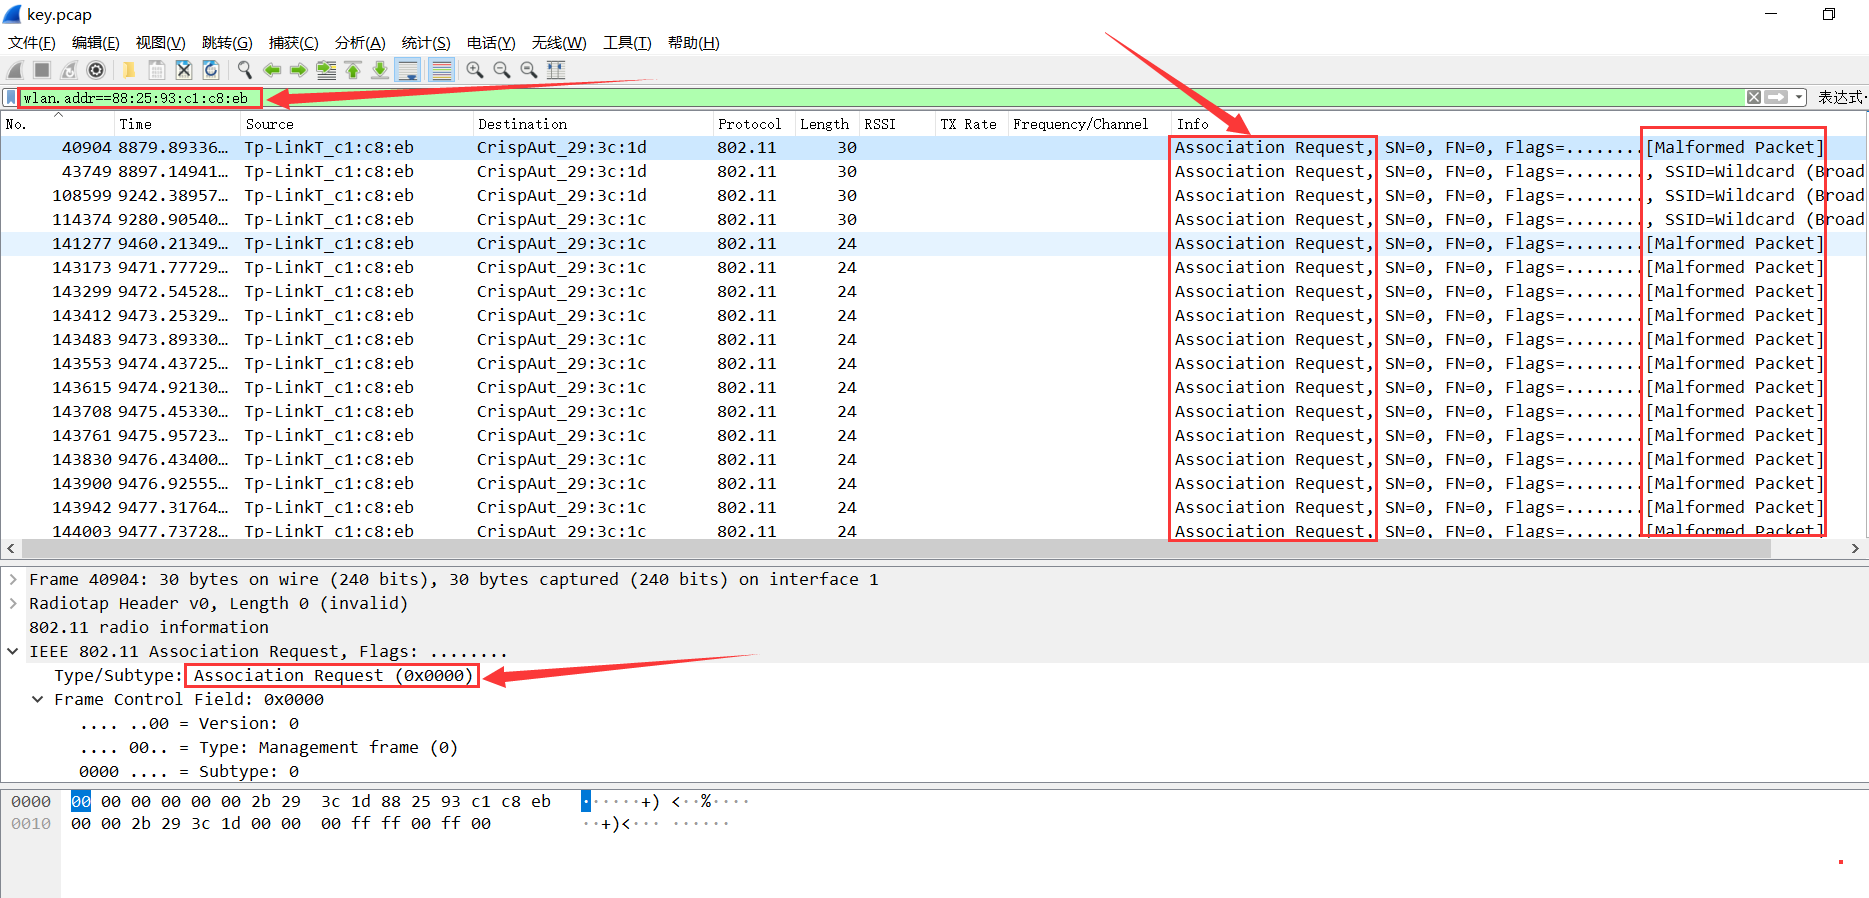 key.pcap
文件(F) 编辑(E) 视图(V) 跳转(G) 捕获(C) 分析(A) 统计(S) 电话(Y) 无线(W) 工具(T) 帮助(H)
wlan.addr==88:25:93:c1:c8:eb 表达式…
No. Time Source Destination Protocol Length RSSI TX Rate Frequency/Channel Info
40904 8879.89336… Tp-LinkT_c1:c8:eb CrispAut_29:3c:1d 802.11 30 Association Request, SN=0, FN=0, Flags=........[Malformed Packet]
43749 8897.14941… Tp-LinkT_c1:c8:eb CrispAut_29:3c:1d 802.11 30 Association Request, SN=0, FN=0, Flags=........, SSID=Wildcard (Broad
108599 9242.38957… Tp-LinkT_c1:c8:eb CrispAut_29:3c:1d 802.11 30 Association Request, SN=0, FN=0, Flags=........, SSID=Wildcard (Broad
114374 9280.90540… Tp-LinkT_c1:c8:eb CrispAut_29:3c:1c 802.11 30 Association Request, SN=0, FN=0, Flags=........, SSID=Wildcard (Broad
141277 9460.21349… Tp-LinkT_c1:c8:eb CrispAut_29:3c:1c 802.11 24 Association Request, SN=0, FN=0, Flags=........[Malformed Packet]
143173 9471.77729… Tp-LinkT_c1:c8:eb CrispAut_29:3c:1c 802.11 24 Association Request, SN=0, FN=0, Flags=........[Malformed Packet]
143299 9472.54528… Tp-LinkT_c1:c8:eb CrispAut_29:3c:1c 802.11 24 Association Request, SN=0, FN=0, Flags=........[Malformed Packet]
143412 9473.25329… Tp-LinkT_c1:c8:eb CrispAut_29:3c:1c 802.11 24 Association Request, SN=0, FN=0, Flags=........[Malformed Packet]
143483 9473.89330… Tp-LinkT_c1:c8:eb CrispAut_29:3c:1c 802.11 24 Association Request, SN=0, FN=0, Flags=........[Malformed Packet]
143553 9474.43725… Tp-LinkT_c1:c8:eb CrispAut_29:3c:1c 802.11 24 Association Request, SN=0, FN=0, Flags=........[Malformed Packet]
143615 9474.92130… Tp-LinkT_c1:c8:eb CrispAut_29:3c:1c 802.11 24 Association Request, SN=0, FN=0, Flags=........[Malformed Packet]
143708 9475.45330… Tp-LinkT_c1:c8:eb CrispAut_29:3c:1c 802.11 24 Association Request, SN=0, FN=0, Flags=........[Malformed Packet]
143761 9475.95723… Tp-LinkT_c1:c8:eb CrispAut_29:3c:1c 802.11 24 Association Request, SN=0, FN=0, Flags=........[Malformed Packet]
143830 9476.43400… Tp-LinkT_c1:c8:eb CrispAut_29:3c:1c 802.11 24 Association Request, SN=0, FN=0, Flags=........[Malformed Packet]
143900 9476.92555… Tp-LinkT_c1:c8:eb CrispAut_29:3c:1c 802.11 24 Association Request, SN=0, FN=0, Flags=........[Malformed Packet]
143942 9477.31764… Tp-LinkT_c1:c8:eb CrispAut_29:3c:1c 802.11 24 Association Request, SN=0, FN=0, Flags=........[Malformed Packet]
144003 9477.73728… Tp-LinkT_c1:c8:eb CrispAut_29:3c:1c 802.11 24 Association Request, SN=0, FN=0, Flags=........[Malformed Packet]
Frame 40904: 30 bytes on wire (240 bits), 30 bytes captured (240 bits) on interface 1
Radiotap Header v0, Length 0 (invalid)
802.11 radio information
IEEE 802.11 Association Request, Flags: ........
Type/Subtype: Association Request (0x0000)
Frame Control Field: 0x0000
.... ..00 = Version: 0
.... 00.. = Type: Management frame (0)
0000 .... = Subtype: 0
0000 00 00 00 00 00 00 2b 29 3c 1d 88 25 93 c1 c8 eb ······+) <··%····
0010 00 00 2b 29 3c 1d 00 00 00 ff ff 00 ff 00 ··+)<··· ······